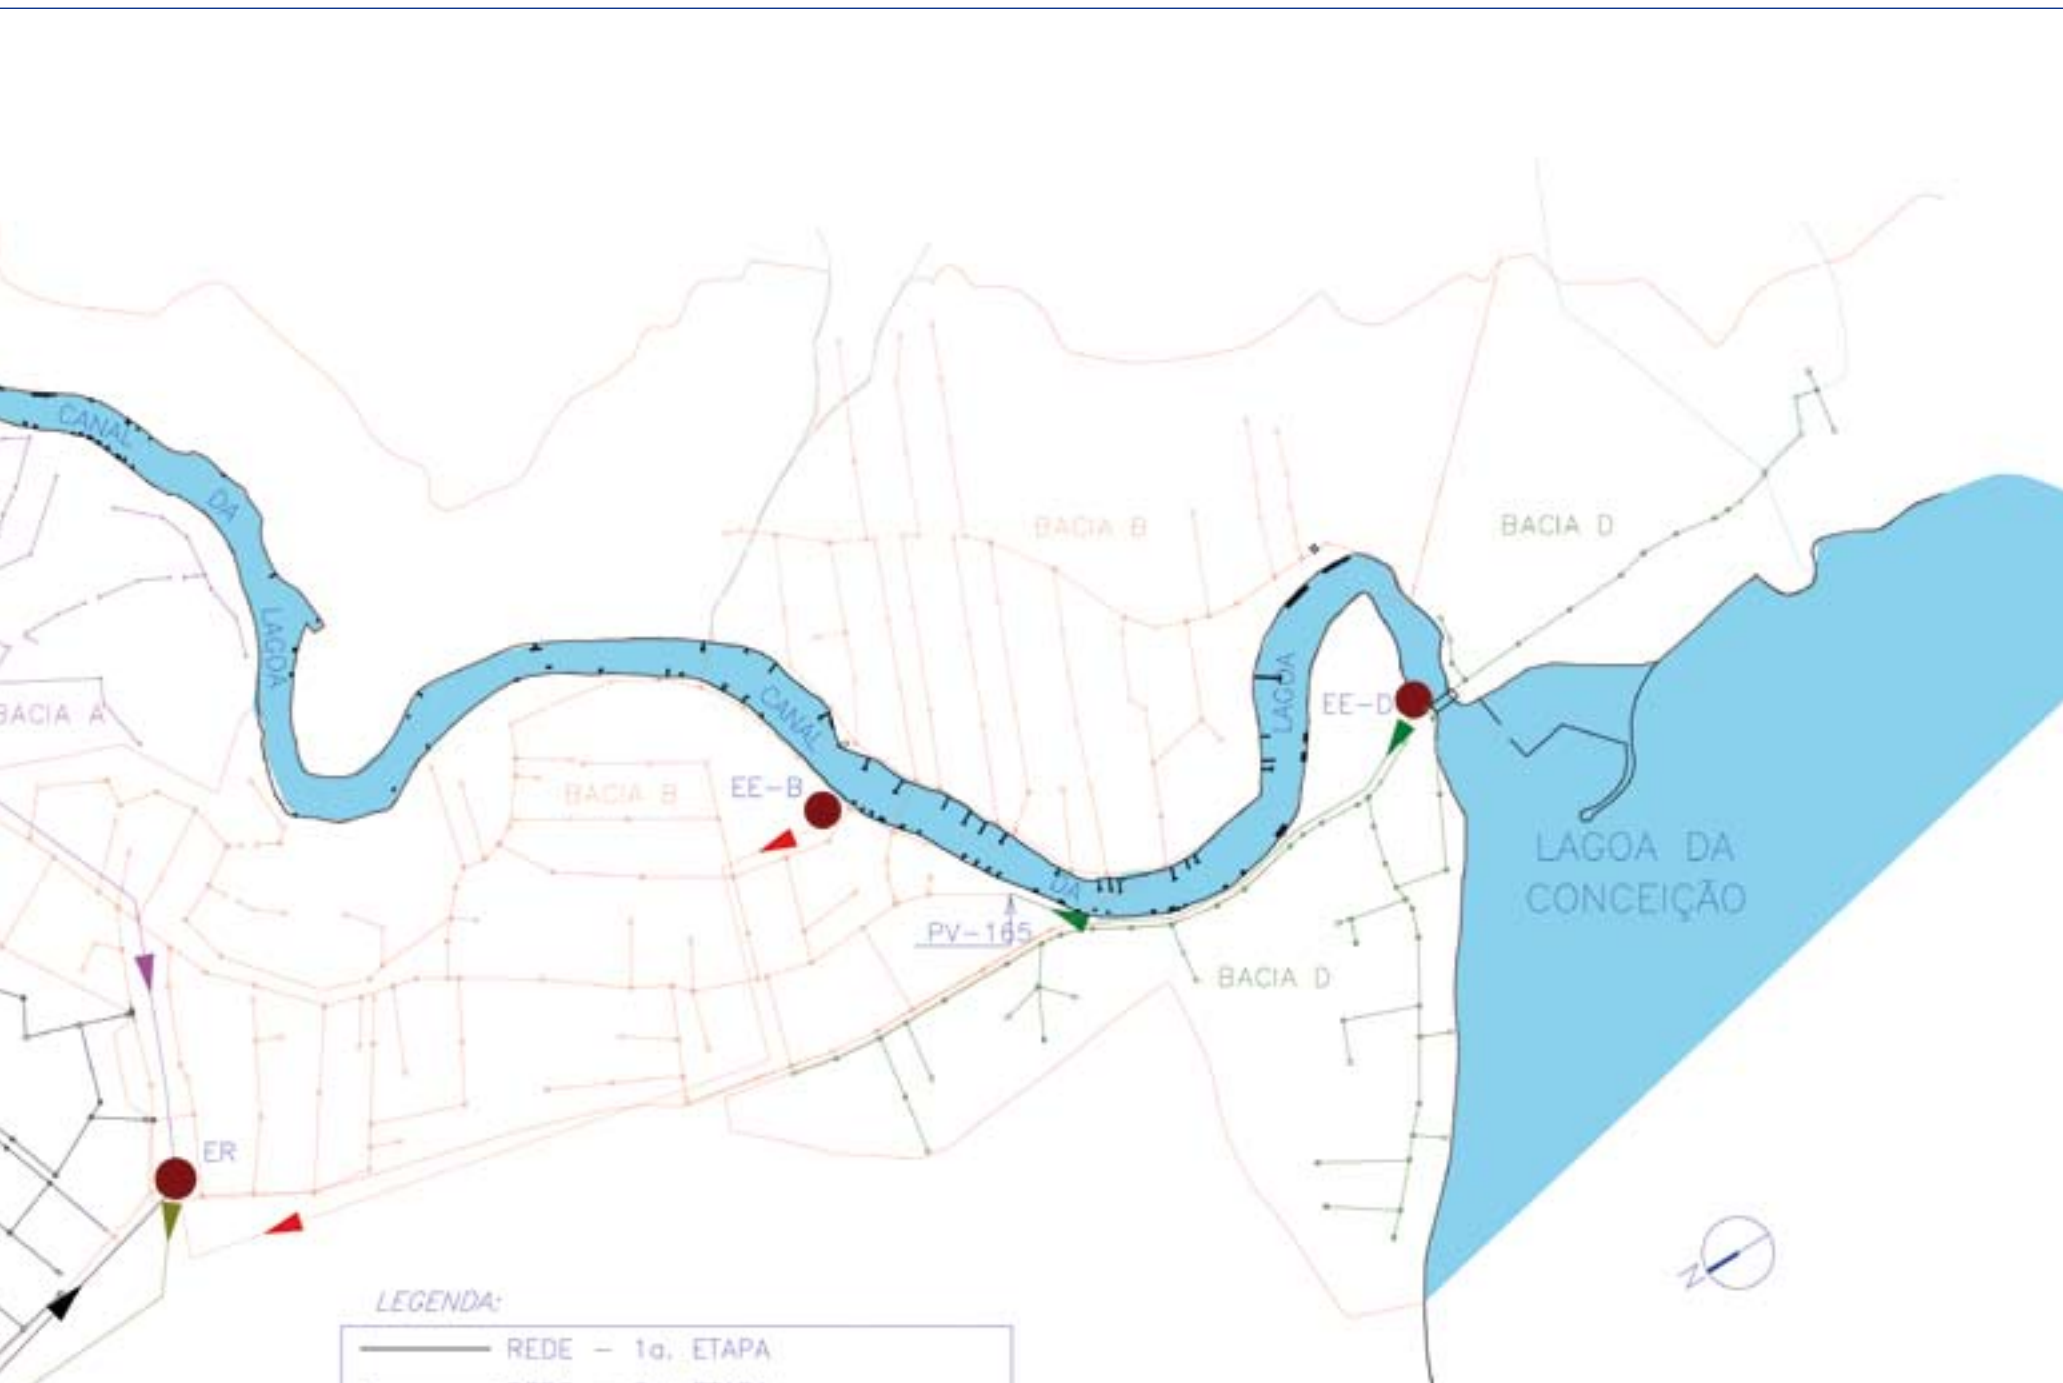 CANAL
DA
LAGOA
BACIA A
BACIA B
BACIA B
BACIA D
EE-B
CANAL
DA
LAGOA
EE-D
PV-165
BACIA D
LAGOA DA
CONCEIÇÃO
ER
N
LEGENDA:
REDE - 1a. ETAPA